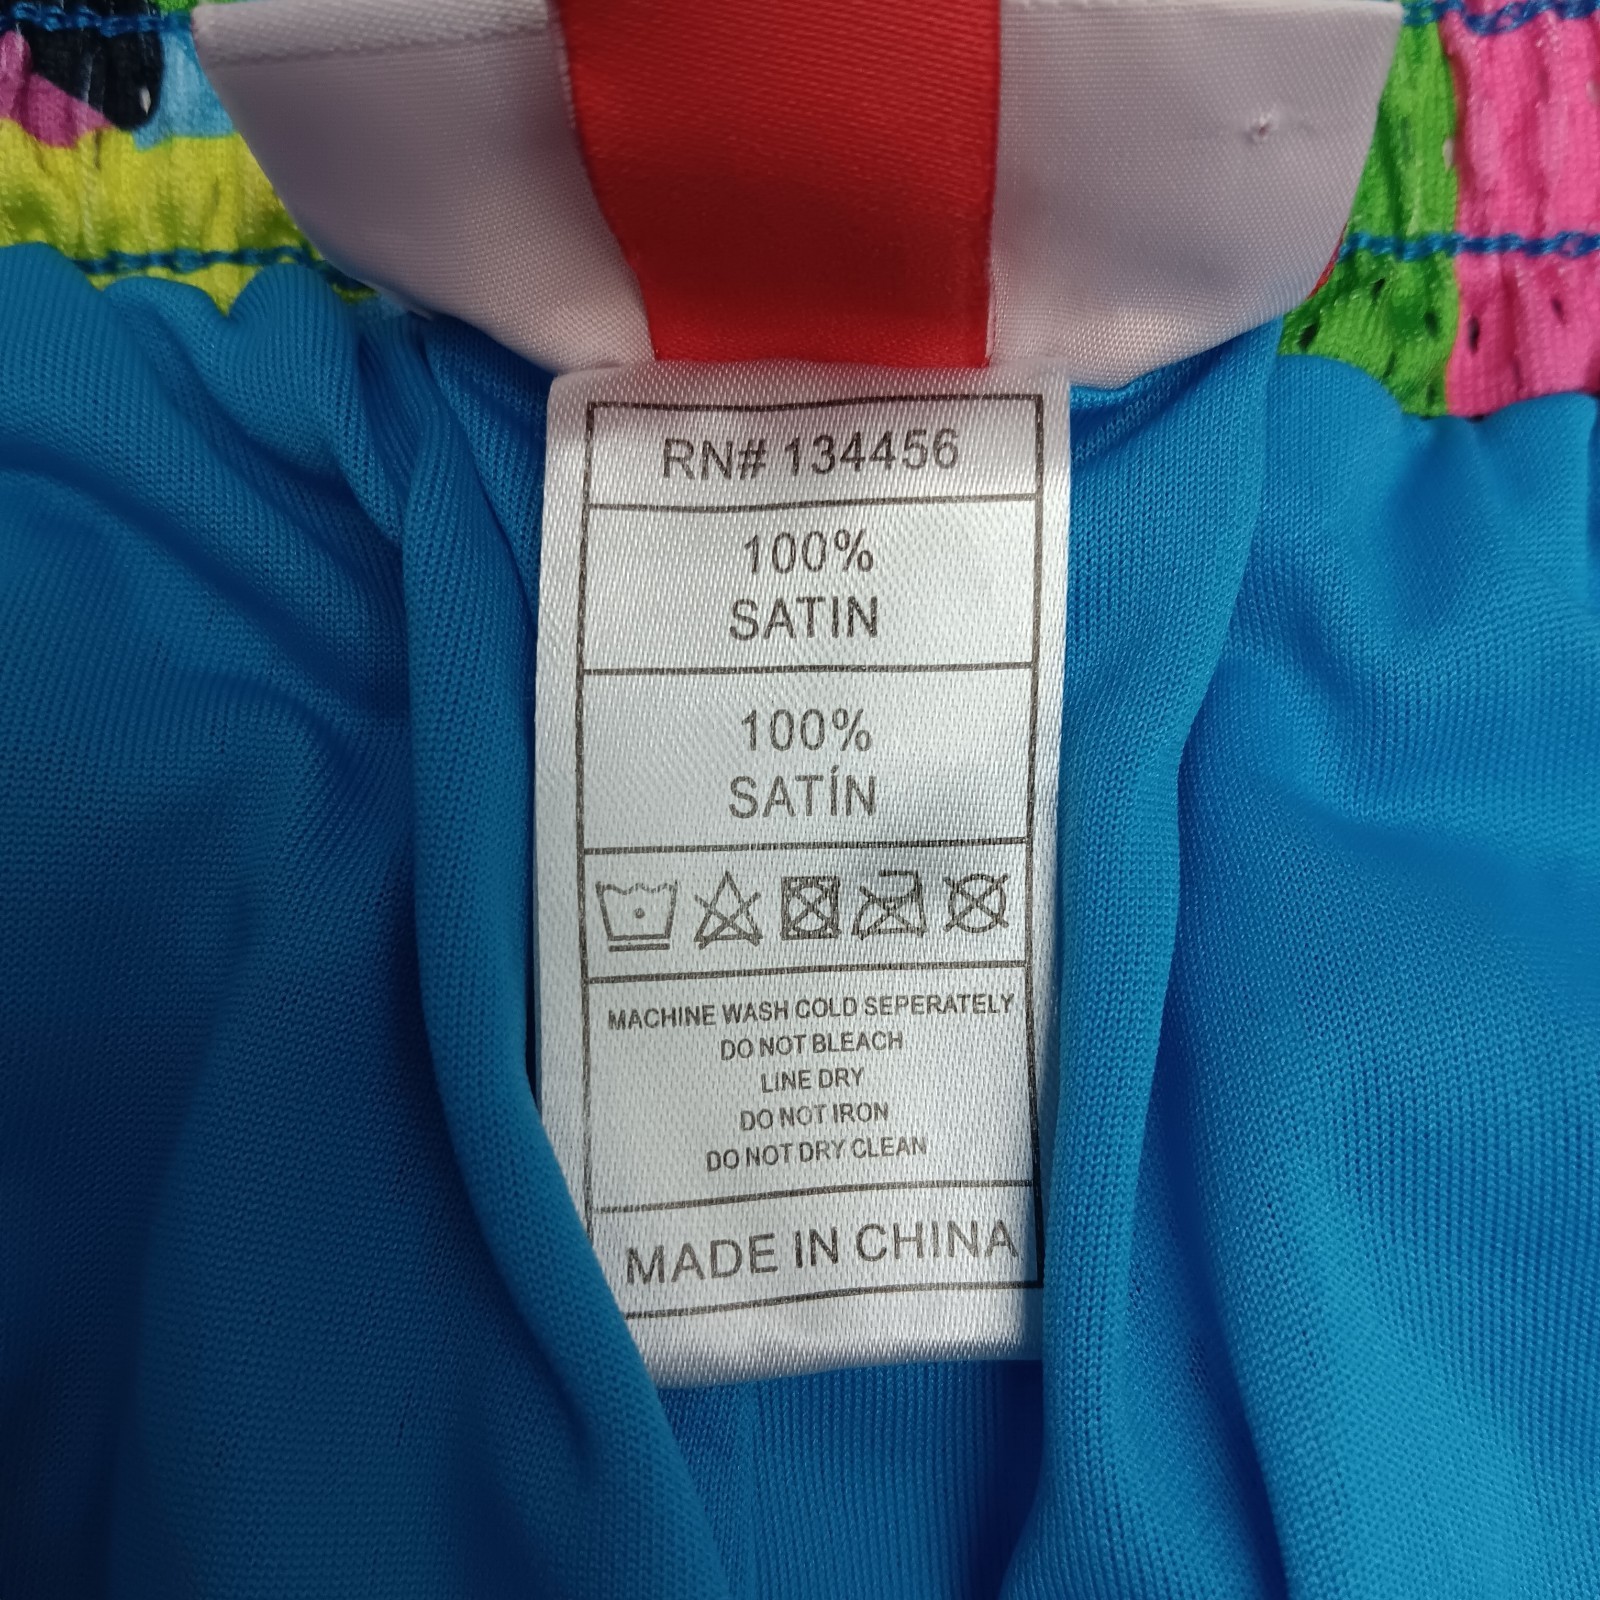 RN# 134456
100%
SATIN
100%
SATÍN
MACHINE WASH COLD SEPERATELY
DO NOT BLEACH
LINE DRY
DO NOT IRON
DO NOT DRY CLEAN
MADE IN CHINA